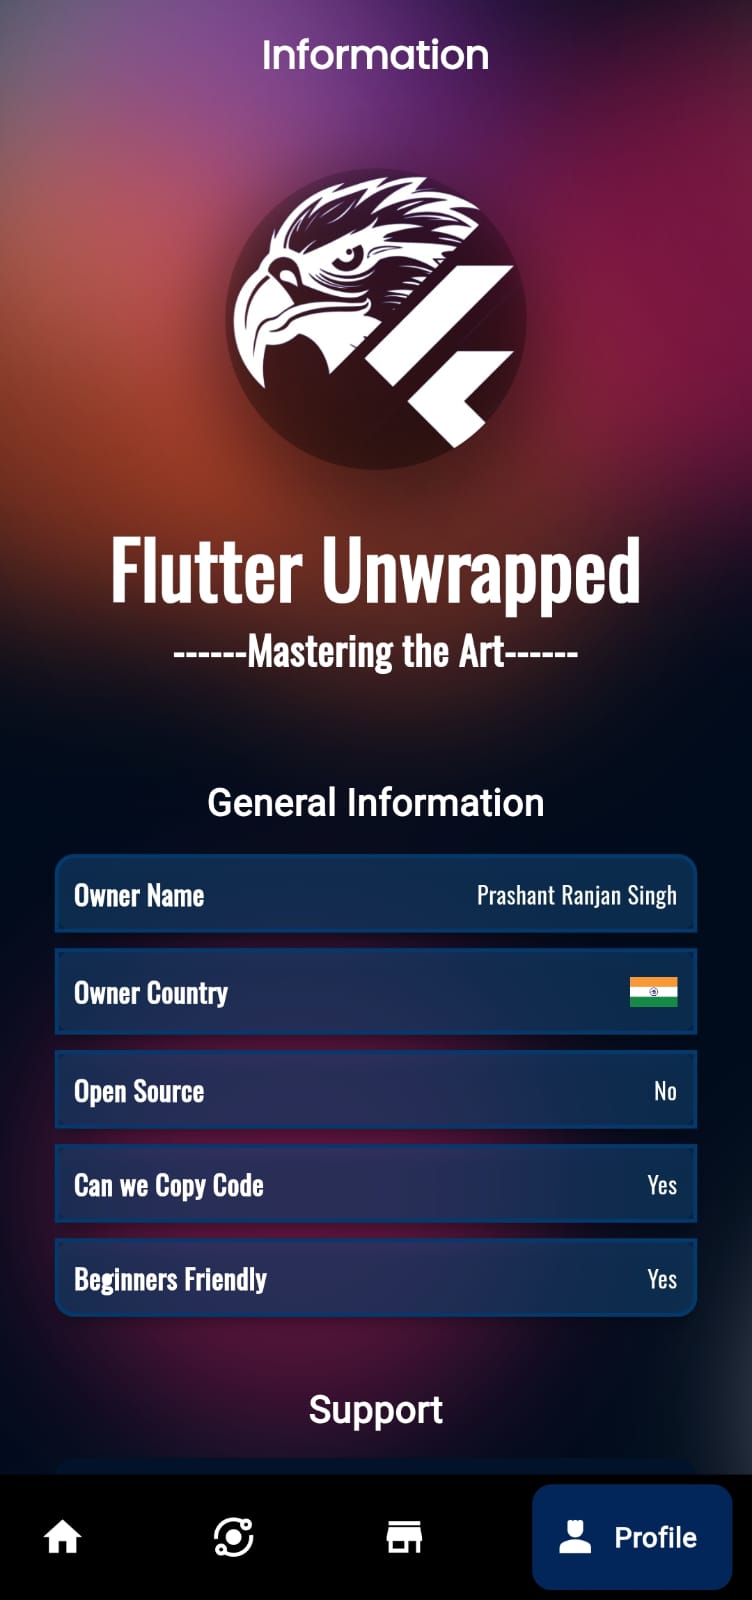 Information
Flutter Unwrapped
------Mastering the Art------
General Information
Owner Name Prashant Ranjan Singh
Owner Country
Open Source No
Can we Copy Code Yes
Beginners Friendly Yes
Support
Profile